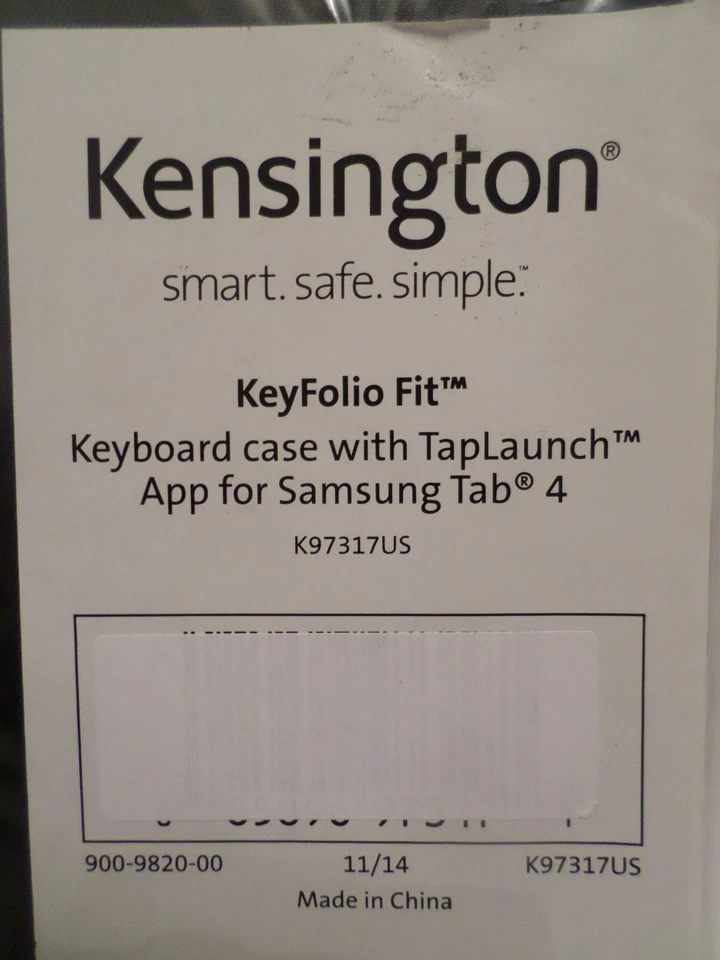 Kensington®
smart. safe. simple.™
KeyFolio Fit™
Keyboard case with TapLaunch™
App for Samsung Tab® 4
K97317US
900-9820-00 11/14 K97317US
Made in China